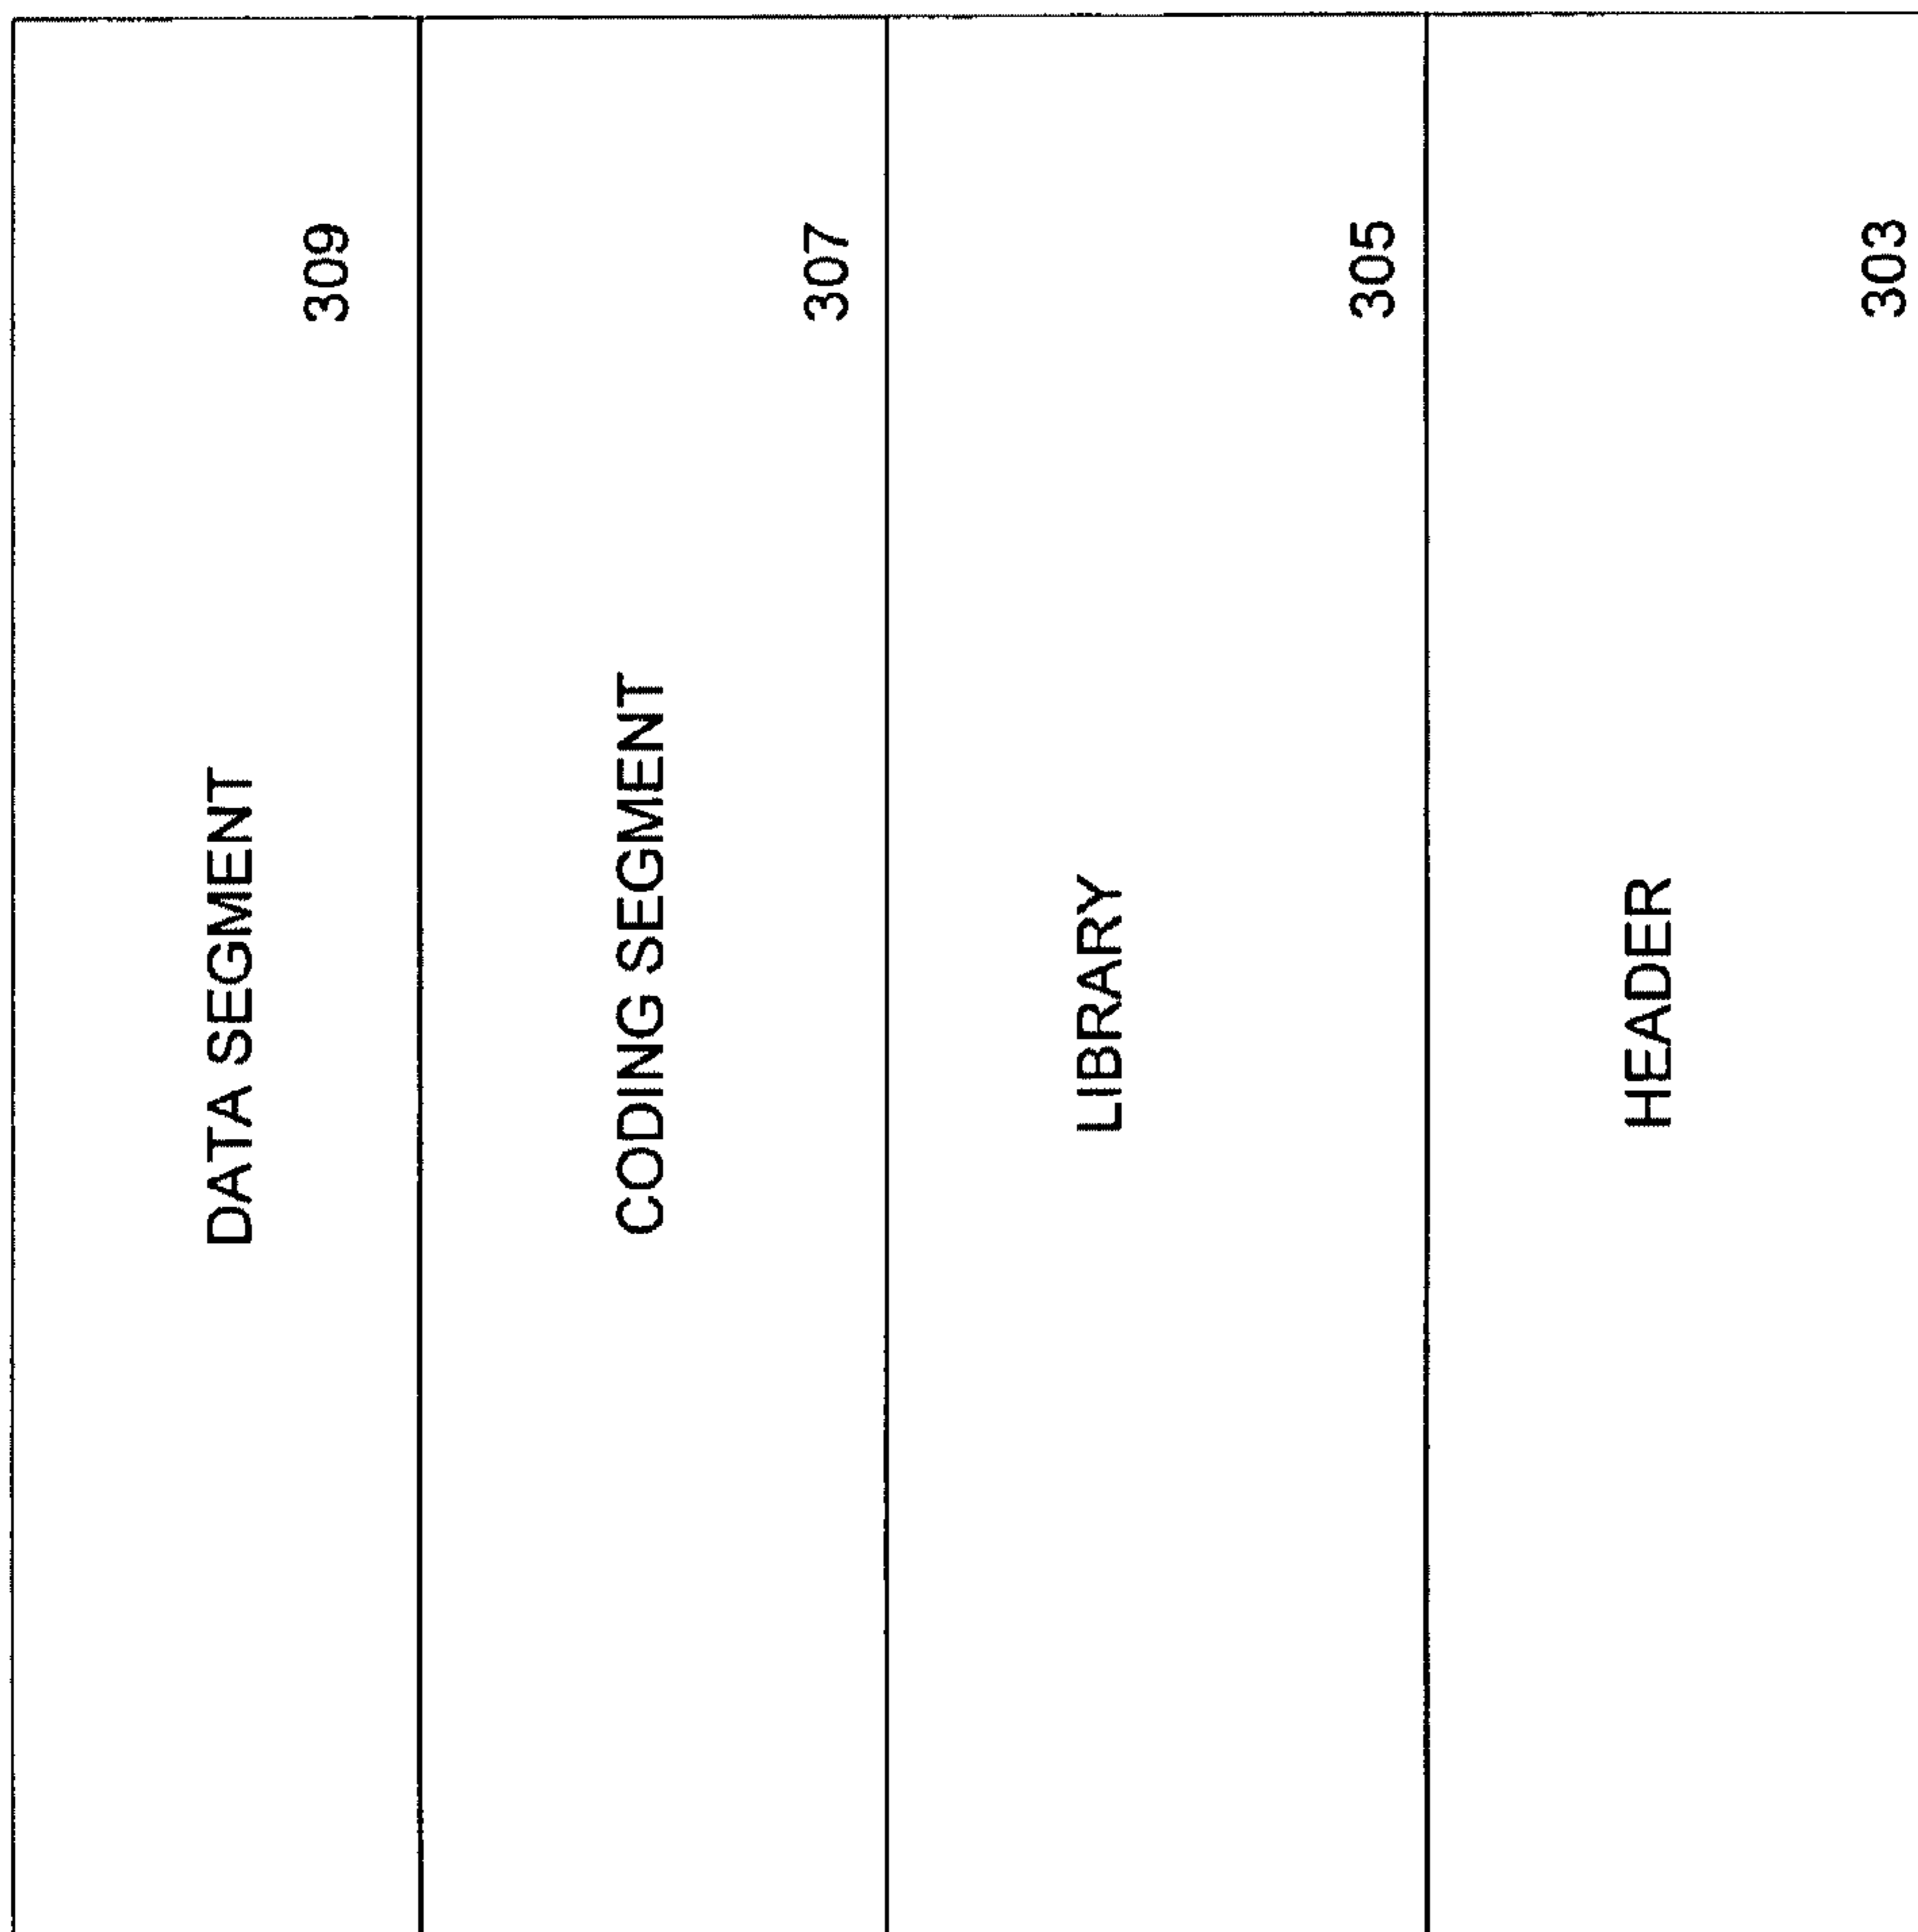 DATA SEGMENT
309
CODING SEGMENT
307
LIBRARY
305
HEADER
303